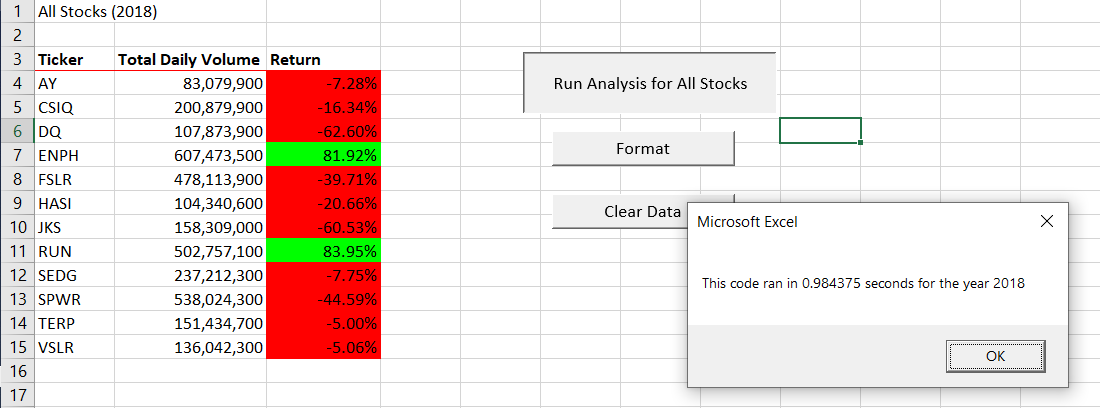 1 All Stocks (2018)
2
3 Ticker Total Daily Volume Return
4 AY 83,079,900 -7.28%
5 CSIQ 200,879,900 -16.34%
6 DQ 107,873,900 -62.60%
7 ENPH 607,473,500 81.92%
8 FSLR 478,113,900 -39.71%
9 HASI 104,340,600 -20.66%
10 JKS 158,309,000 -60.53%
11 RUN 502,757,100 83.95%
12 SEDG 237,212,300 -7.75%
13 SPWR 538,024,300 -44.59%
14 TERP 151,434,700 -5.00%
15 VSLR 136,042,300 -5.06%
16
17
Run Analysis for All Stocks
Format
Clear Data
Microsoft Excel
This code ran in 0.984375 seconds for the year 2018
OK